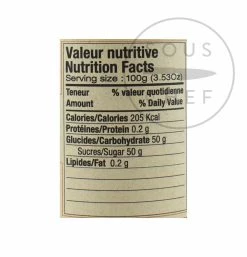 Valeur nutritive
Nutrition Facts
Serving size : 100g (3.53Oz)
Teneur % valeur quotidienne
Amount % Daily Value
Calories/Calories 205 Kcal
Protéines/Protein 0.2 g
Glucides/Carbohydrate 50 g
Sucres/Sugar 50 g
Lipides/Fat 0.2 g